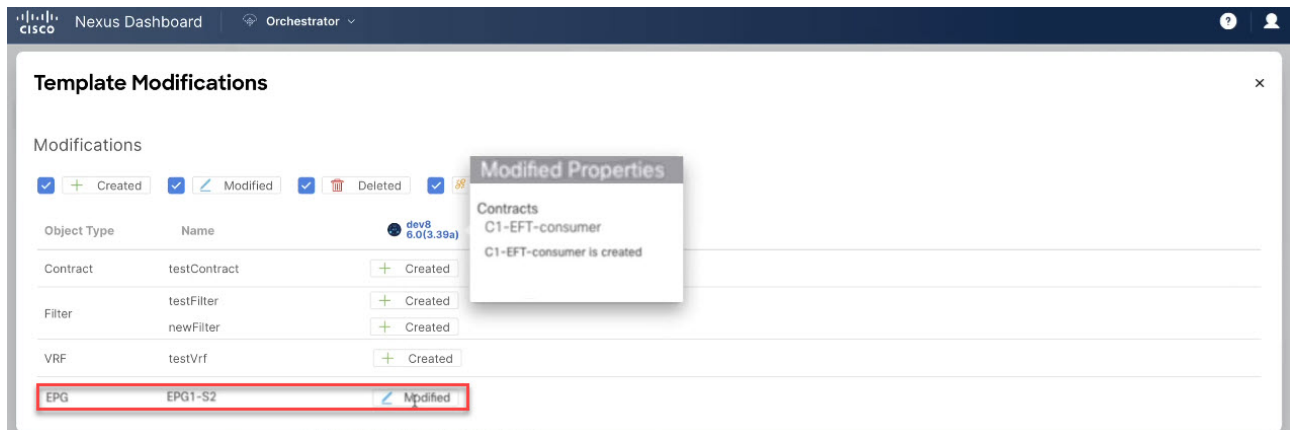 cisco Nexus Dashboard Orchestrator ?
Template Modifications ×
Modifications
Created Modified Deleted
Modified Properties
Contracts
C1-EFT-consumer
C1-EFT-consumer is created
Object Type Name dev8
6.0(3.39a)
Contract testContract + Created
Filter testFilter + Created
newFilter + Created
VRF testVrf + Created
EPG EPG1-S2 Modified